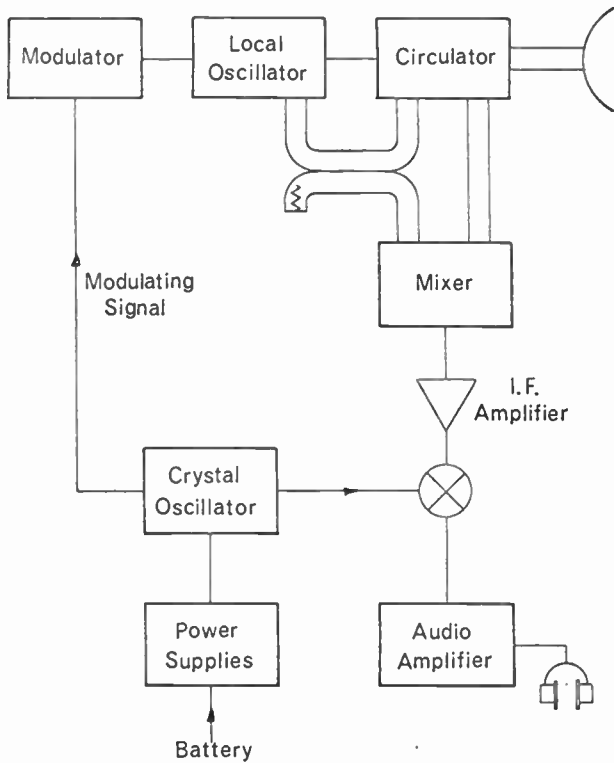 Modulator
Local
Oscillator
Circulator
Modulating
Signal
Mixer
I.F.
Amplifier
Crystal
Oscillator
Power
Supplies
Audio
Amplifier
Battery